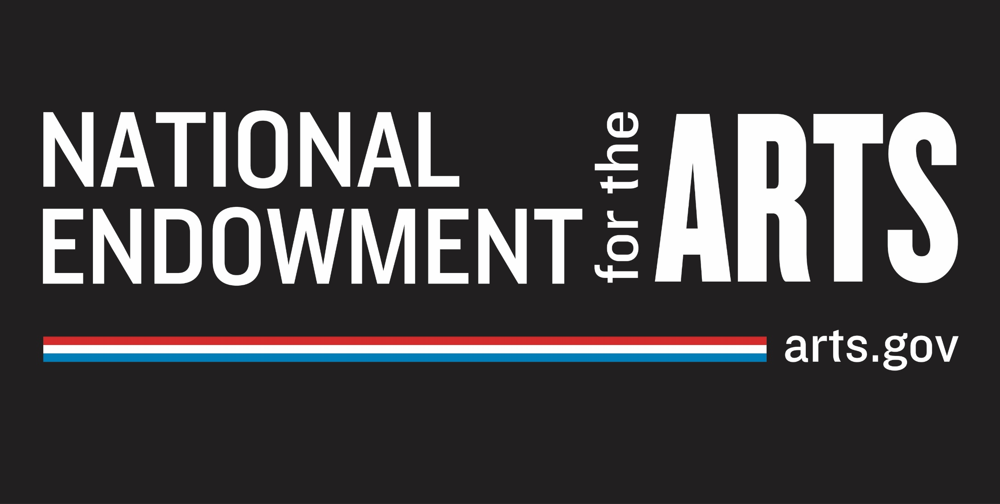 NATIONAL
ENDOWMENT
for the
ARTS
arts.gov